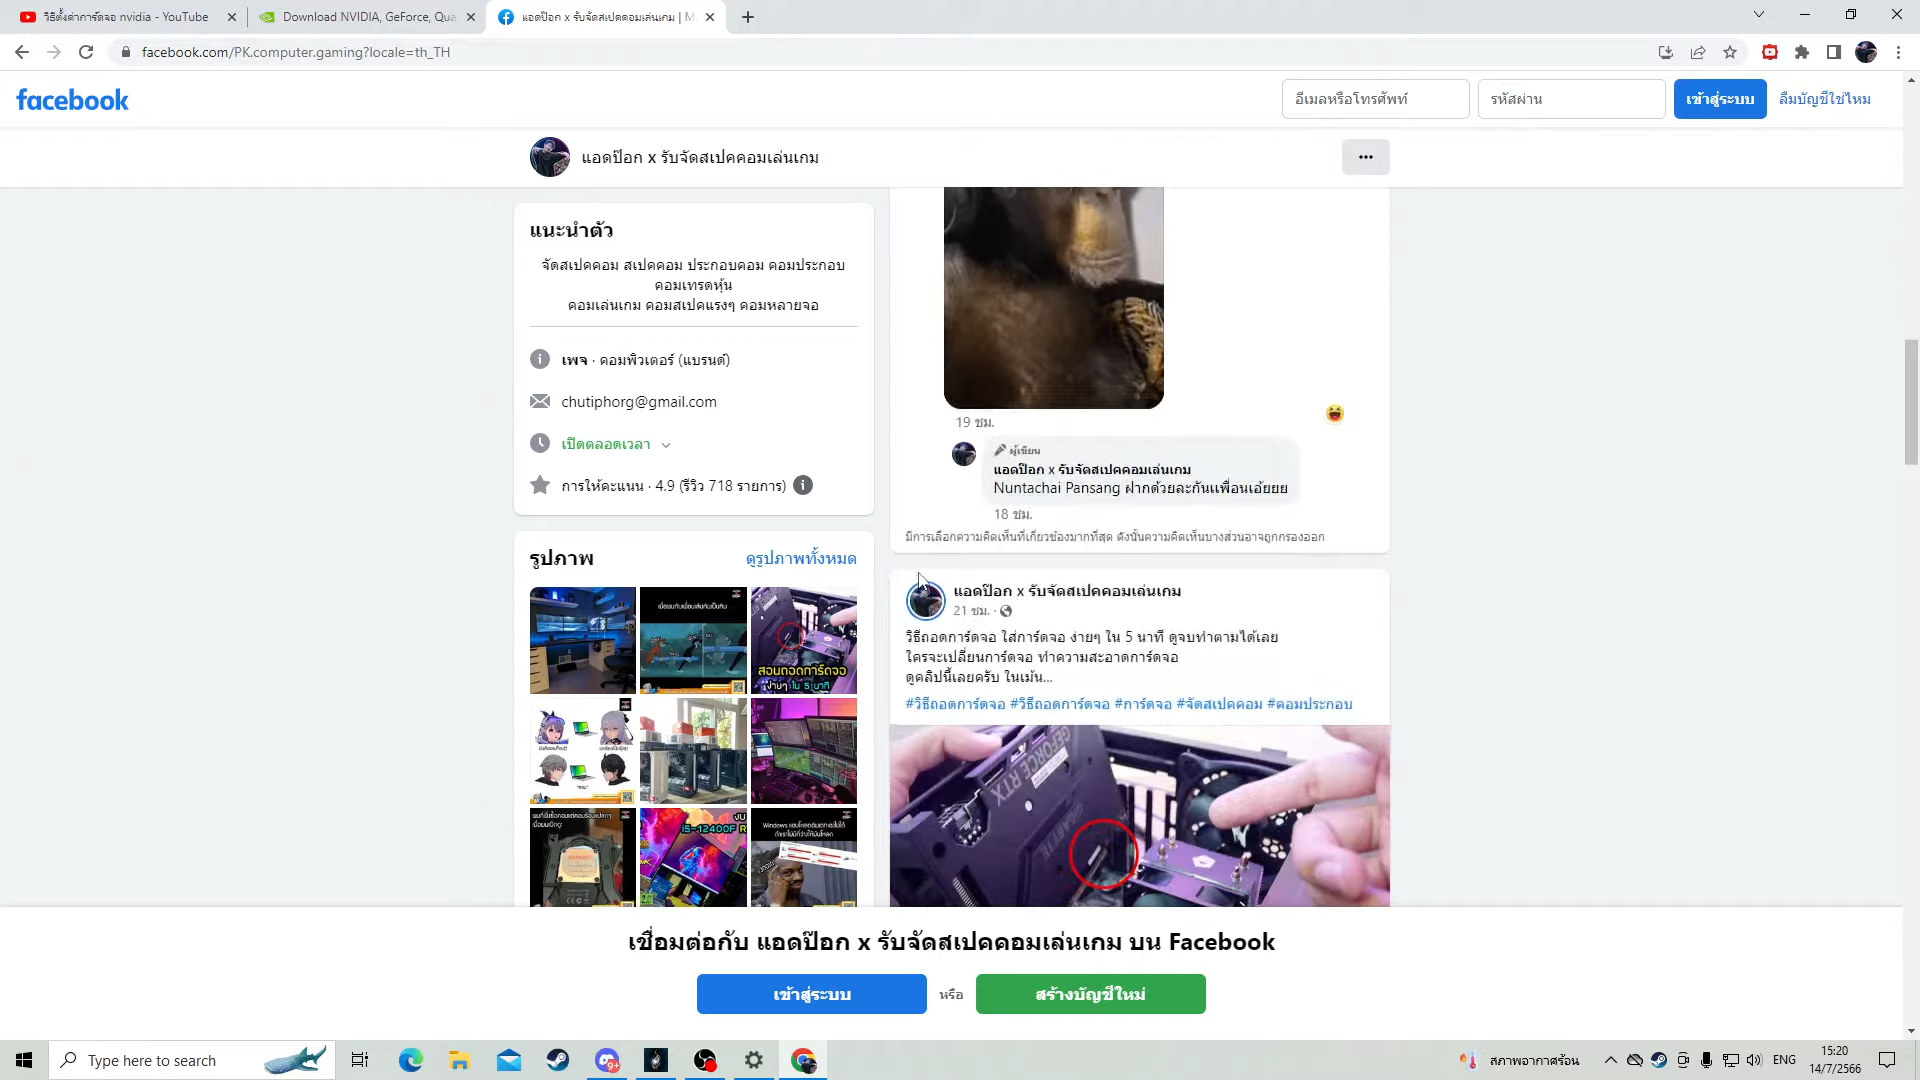 วิธีตั้งค่าการ์ดจอ nvidia - YouTube
Download NVIDIA, GeForce, Qua
แอดป๊อก x รับจัดสเปคคอมเล่นเกม | M
facebook.com/PK.computer.gaming?locale=th_TH
facebook
อีเมลหรือโทรศัพท์
รหัสผ่าน
เข้าสู่ระบบ
ลืมบัญชีใช่ไหม
แอดป๊อก x รับจัดสเปคคอมเล่นเกม
แนะนำตัว
จัดสเปคคอม สเปคคอม ประกอบคอม คอมประกอบ
คอมเทรดหุ้น
คอมเล่นเกม คอมสเปคแรงๆ คอมหลายจอ
เพจ · คอมพิวเตอร์ (แบรนด์)
chutiphorg@gmail.com
เปิดตลอดเวลา
การให้คะแนน · 4.9 (รีวิว 718 รายการ)
รูปภาพ
ดูรูปภาพทั้งหมด
สอนถอดการ์ดจอ
ง่ายๆ ใน 5 นาที
i5-12400F
19 ชม.
ผู้เขียน
แอดป๊อก x รับจัดสเปคคอมเล่นเกม
Nuntachai Pansang ฝากด้วยละกันแพื่อนเอ้ยยย
18 ชม.
มีการเลือกความคิดเห็นที่เกี่ยวข้องมากที่สุด ดังนั้นความคิดเห็นบางส่วนอาจถูกกรองออก
แอดป๊อก x รับจัดสเปคคอมเล่นเกม
21 ชม. ·
วิธีถอดการ์ดจอ ใส่การ์ดจอ ง่ายๆ ใน 5 นาที ดูจบทำตามได้เลย
ใครจะเปลี่ยนการ์ดจอ ทำความสะอาดการ์ดจอ
ดูคลิปนี้เลยครับ ในเม้น...
#วิธีถอดการ์ดจอ #วิธีถอดการ์ดจอ #การ์ดจอ #จัดสเปคคอม #คอมประกอบ
GEFORCE RTX
GIGABYTE
เชื่อมต่อกับ แอดป๊อก x รับจัดสเปคคอมเล่นเกม บน Facebook
เข้าสู่ระบบ
หรือ
สร้างบัญชีใหม่
Type here to search
9+
สภาพอากาศร้อน
ENG
15:20
14/7/2566